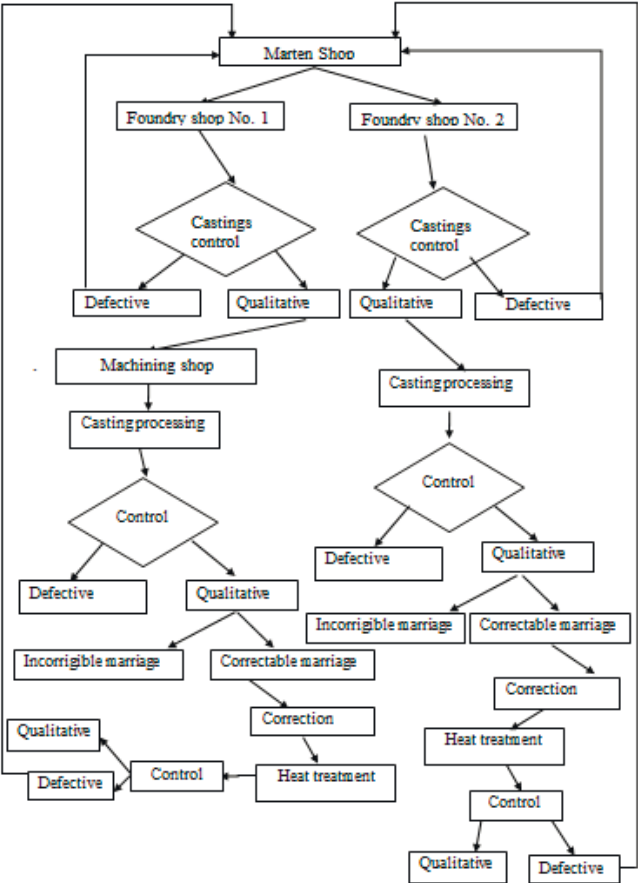 Marten Shop
Foundry shop No. 1
Foundry shop No. 2
Castings
control
Castings
control
Defective
Qualitative
Qualitative
Defective
Machining shop
Casting processing
Casting processing
Control
Control
Defective
Qualitative
Defective
Qualitative
Incorrigible marriage
Correctable marriage
Incorrigible marriage
Correctable marriage
Correction
Correction
Qualitative
Heat treatment
Defective
Control
Heat treatment
Control
Qualitative
Defective